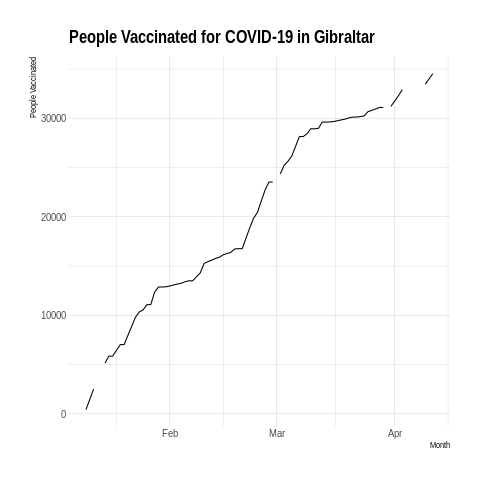 People Vaccinated for COVID-19 in Gibraltar
People Vaccinated
30000
20000
10000
0
Feb
Mar
Apr
Month